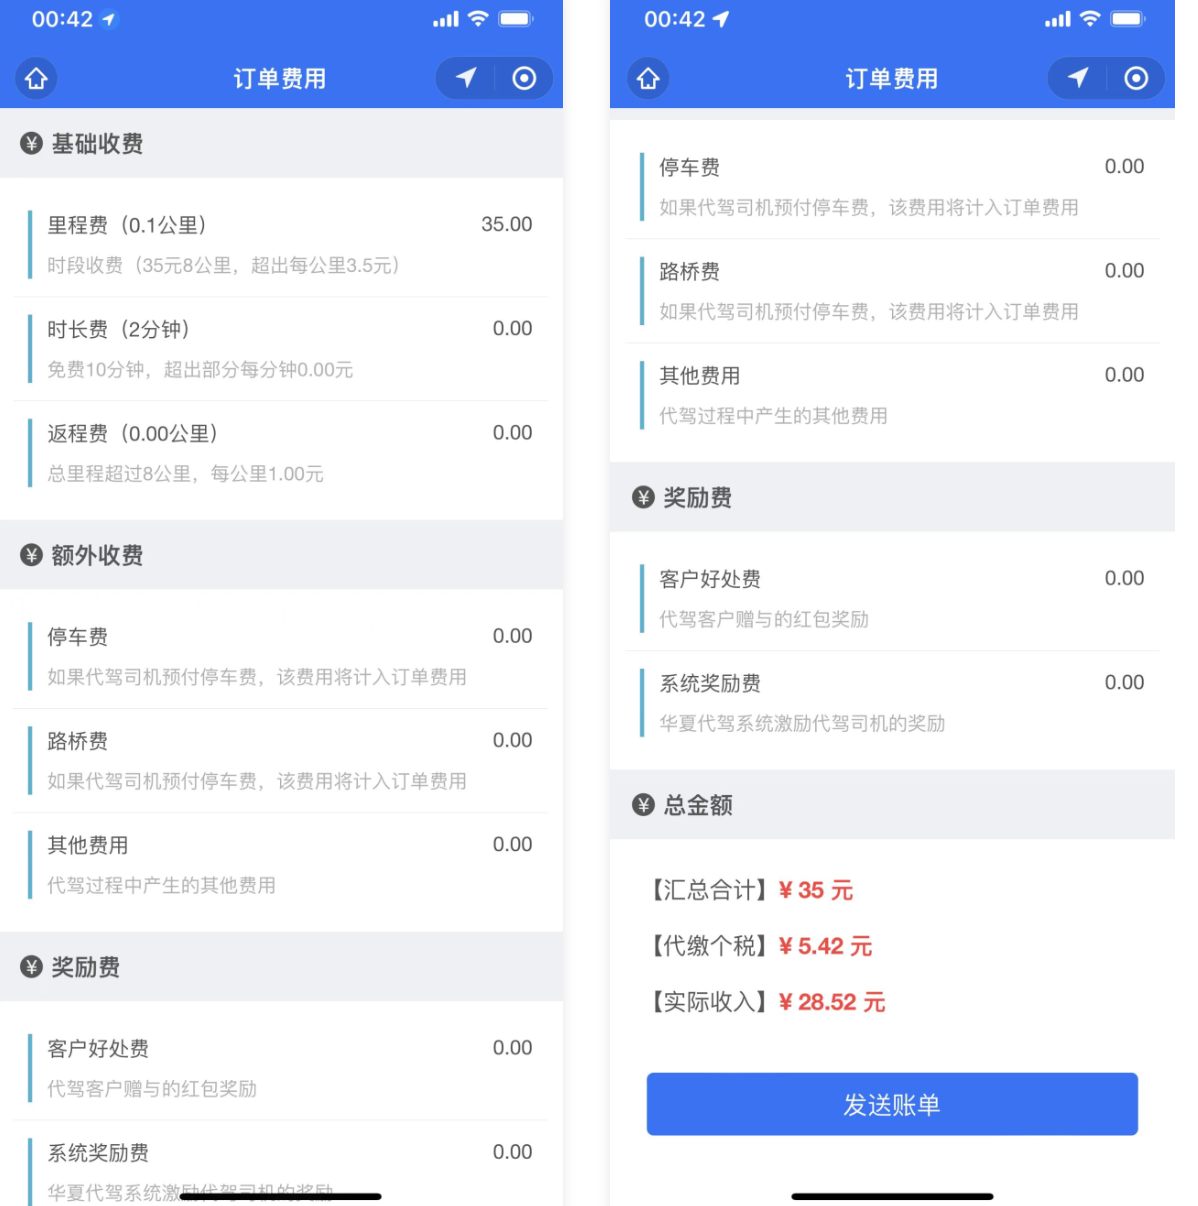 00:42
订单费用
¥ 基础收费
里程费（0.1公里） 35.00
时段收费（35元8公里，超出每公里3.5元）
时长费（2分钟） 0.00
免费10分钟，超出部分每分钟0.00元
返程费（0.00公里） 0.00
总里程超过8公里，每公里1.00元
¥ 额外收费
停车费 0.00
如果代驾司机预付停车费，该费用将计入订单费用
路桥费 0.00
如果代驾司机预付停车费，该费用将计入订单费用
其他费用 0.00
代驾过程中产生的其他费用
¥ 奖励费
客户好处费 0.00
代驾客户赠与的红包奖励
系统奖励费 0.00
华夏代驾系统激励代驾司机的奖励
00:42
订单费用
停车费 0.00
如果代驾司机预付停车费，该费用将计入订单费用
路桥费 0.00
如果代驾司机预付停车费，该费用将计入订单费用
其他费用 0.00
代驾过程中产生的其他费用
¥ 奖励费
客户好处费 0.00
代驾客户赠与的红包奖励
系统奖励费 0.00
华夏代驾系统激励代驾司机的奖励
¥ 总金额
【汇总合计】¥ 35 元
【代缴个税】¥ 5.42 元
【实际收入】¥ 28.52 元
发送账单